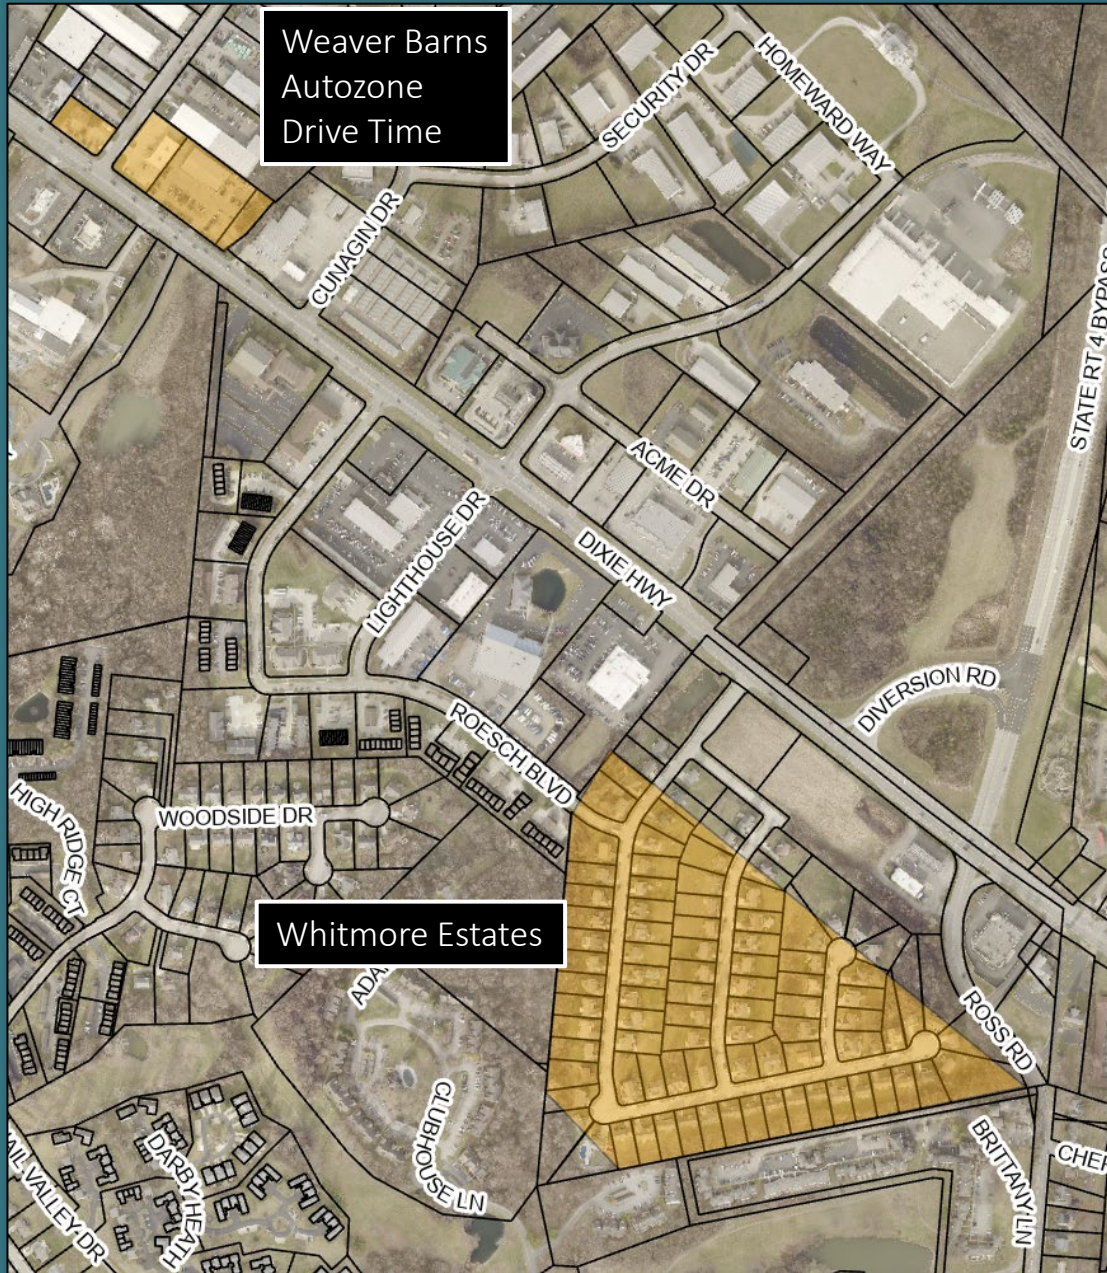 Weaver Barns
Autozone
Drive Time
SECURITY DR
HOMEWARD WAY
CUNAGIN DR
STATE RT 4 BYPASS
ACME DR
LIGHTHOUSE DR
DIXIE HWY
DIVERSION RD
ROESCH BLVD
WOODSIDE DR
HIGH RIDGE CT
Whitmore Estates
ROSS RD
CLUBHOUSE LN
BRITTANY LN
DARBY HEATH
VALLEY DR